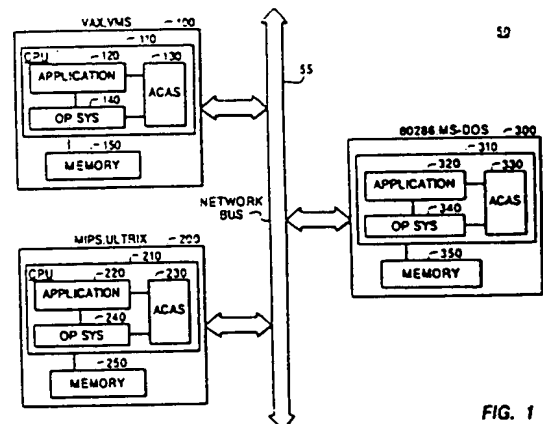 VAX.VMS 100
50
110
CPU 120 130
APPLICATION
ACAS
140
OP SYS
150
MEMORY
55
NETWORK
BUS
80286.MS-DOS 300
310
320 330
APPLICATION
ACAS
340
OP SYS
350
MEMORY
MIPS.ULTRIX 200
210
CPU 220 230
APPLICATION
ACAS
240
OP SYS
250
MEMORY
FIG. 1